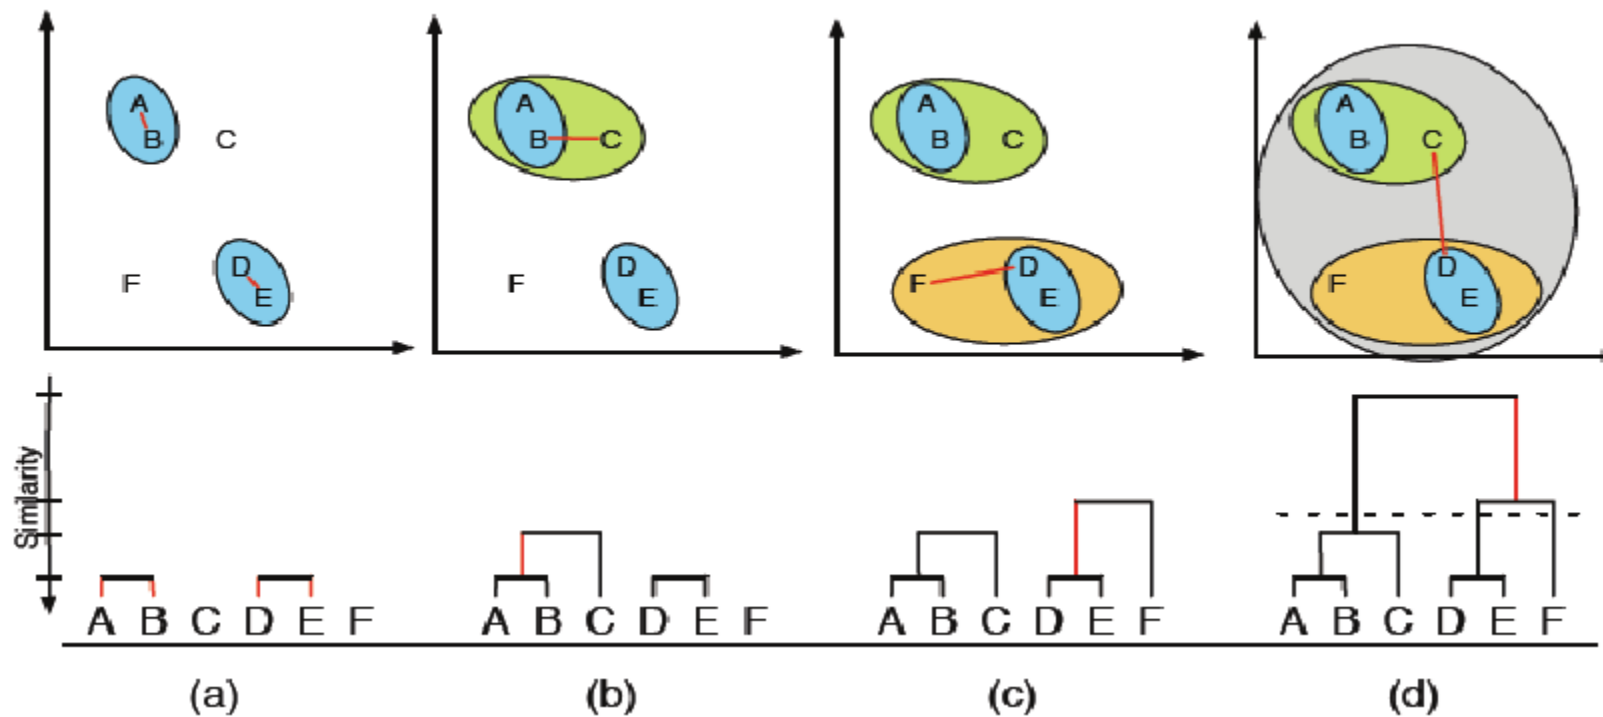 A A A A
B C B C B C B C
D D D D
F E F E F E F E
Similarity
A B C D E F A B C D E F A B C D E F A B C D E F
(a) (b) (c) (d)